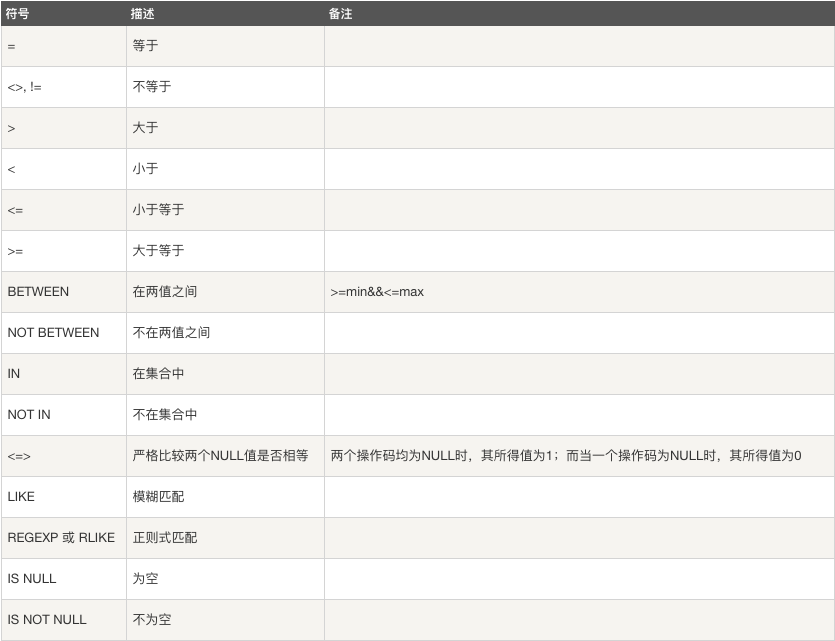 符号 描述 备注
= 等于
<>, != 不等于
> 大于
< 小于
<= 小于等于
>= 大于等于
BETWEEN 在两值之间 >=min&&<=max
NOT BETWEEN 不在两值之间
IN 在集合中
NOT IN 不在集合中
<=> 严格比较两个NULL值是否相等 两个操作码均为NULL时，其所得值为1；而当一个操作码为NULL时，其所得值为0
LIKE 模糊匹配
REGEXP 或 RLIKE 正则式匹配
IS NULL 为空
IS NOT NULL 不为空